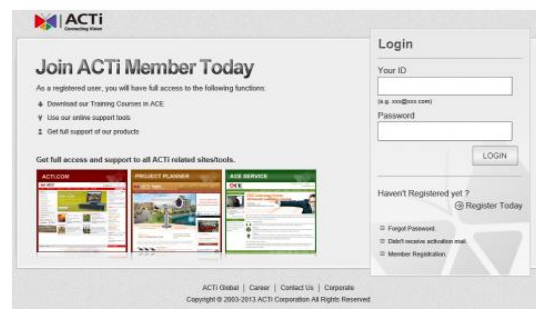 ACTi
Connecting Vision
Join ACTi Member Today
As a registered user, you will have full access to the following functions:
Download our Training Courses in ACE
Use our online support tools
Get full support of our products
Get full access and support to all ACTi related sites/tools.
ACTI.COM
PROJECT PLANNER
ACE SERVICE
Login
Your ID
(e.g. xxx@xxx.com)
Password
LOGIN
Haven't Registered yet ?
Register Today
Forgot Password.
Didn't receive activation mail.
Member Registration.
ACTi Global | Career | Contact Us | Corporate
Copyright © 2003-2013 ACTi Corporation All Rights Reserved